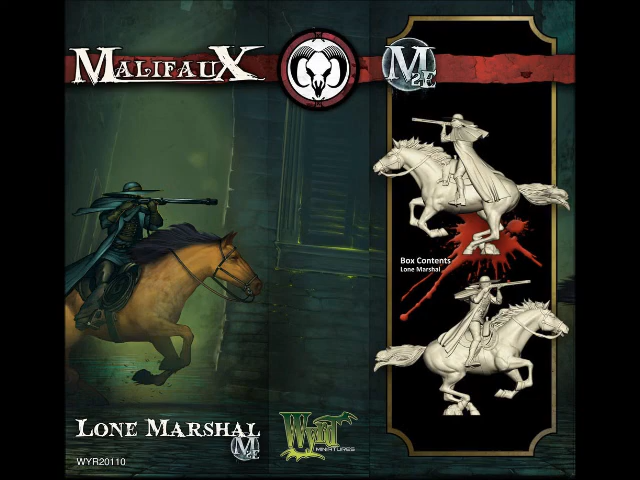 MALIFAUX
M2E
Box Contents
Lone Marshal
LONE MARSHAL
M2E
WYR20110
Wyrd
MINIATURES